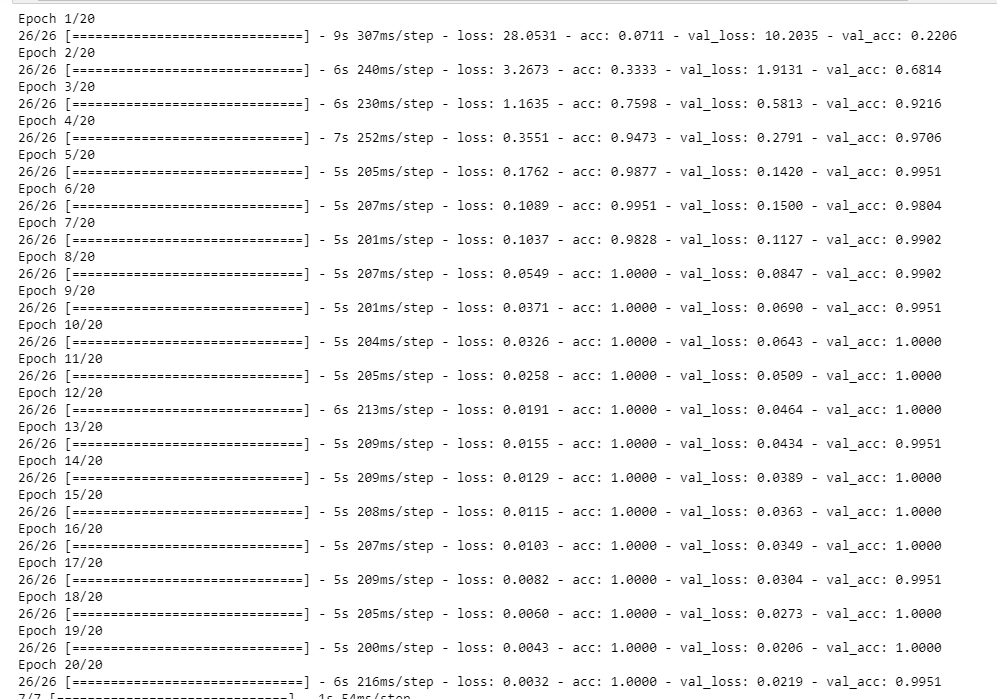 Epoch 1/20
26/26 [==============================] - 9s 307ms/step - loss: 28.0531 - acc: 0.0711 - val_loss: 10.2035 - val_acc: 0.2206
Epoch 2/20
26/26 [==============================] - 6s 240ms/step - loss: 3.2673 - acc: 0.3333 - val_loss: 1.9131 - val_acc: 0.6814
Epoch 3/20
26/26 [==============================] - 6s 230ms/step - loss: 1.1635 - acc: 0.7598 - val_loss: 0.5813 - val_acc: 0.9216
Epoch 4/20
26/26 [==============================] - 7s 252ms/step - loss: 0.3551 - acc: 0.9473 - val_loss: 0.2791 - val_acc: 0.9706
Epoch 5/20
26/26 [==============================] - 5s 205ms/step - loss: 0.1762 - acc: 0.9877 - val_loss: 0.1420 - val_acc: 0.9951
Epoch 6/20
26/26 [==============================] - 5s 207ms/step - loss: 0.1089 - acc: 0.9951 - val_loss: 0.1500 - val_acc: 0.9804
Epoch 7/20
26/26 [==============================] - 5s 201ms/step - loss: 0.1037 - acc: 0.9828 - val_loss: 0.1127 - val_acc: 0.9902
Epoch 8/20
26/26 [==============================] - 5s 207ms/step - loss: 0.0549 - acc: 1.0000 - val_loss: 0.0847 - val_acc: 0.9902
Epoch 9/20
26/26 [==============================] - 5s 201ms/step - loss: 0.0371 - acc: 1.0000 - val_loss: 0.0690 - val_acc: 0.9951
Epoch 10/20
26/26 [==============================] - 5s 204ms/step - loss: 0.0326 - acc: 1.0000 - val_loss: 0.0643 - val_acc: 1.0000
Epoch 11/20
26/26 [==============================] - 5s 205ms/step - loss: 0.0258 - acc: 1.0000 - val_loss: 0.0509 - val_acc: 1.0000
Epoch 12/20
26/26 [==============================] - 6s 213ms/step - loss: 0.0191 - acc: 1.0000 - val_loss: 0.0464 - val_acc: 1.0000
Epoch 13/20
26/26 [==============================] - 5s 209ms/step - loss: 0.0155 - acc: 1.0000 - val_loss: 0.0434 - val_acc: 0.9951
Epoch 14/20
26/26 [==============================] - 5s 209ms/step - loss: 0.0129 - acc: 1.0000 - val_loss: 0.0389 - val_acc: 1.0000
Epoch 15/20
26/26 [==============================] - 5s 208ms/step - loss: 0.0115 - acc: 1.0000 - val_loss: 0.0363 - val_acc: 1.0000
Epoch 16/20
26/26 [==============================] - 5s 207ms/step - loss: 0.0103 - acc: 1.0000 - val_loss: 0.0349 - val_acc: 1.0000
Epoch 17/20
26/26 [==============================] - 5s 209ms/step - loss: 0.0082 - acc: 1.0000 - val_loss: 0.0304 - val_acc: 0.9951
Epoch 18/20
26/26 [==============================] - 5s 205ms/step - loss: 0.0060 - acc: 1.0000 - val_loss: 0.0273 - val_acc: 1.0000
Epoch 19/20
26/26 [==============================] - 5s 200ms/step - loss: 0.0043 - acc: 1.0000 - val_loss: 0.0206 - val_acc: 1.0000
Epoch 20/20
26/26 [==============================] - 6s 216ms/step - loss: 0.0032 - acc: 1.0000 - val_loss: 0.0219 - val_acc: 0.9951
7/7 [==============================] - 1s 54ms/step